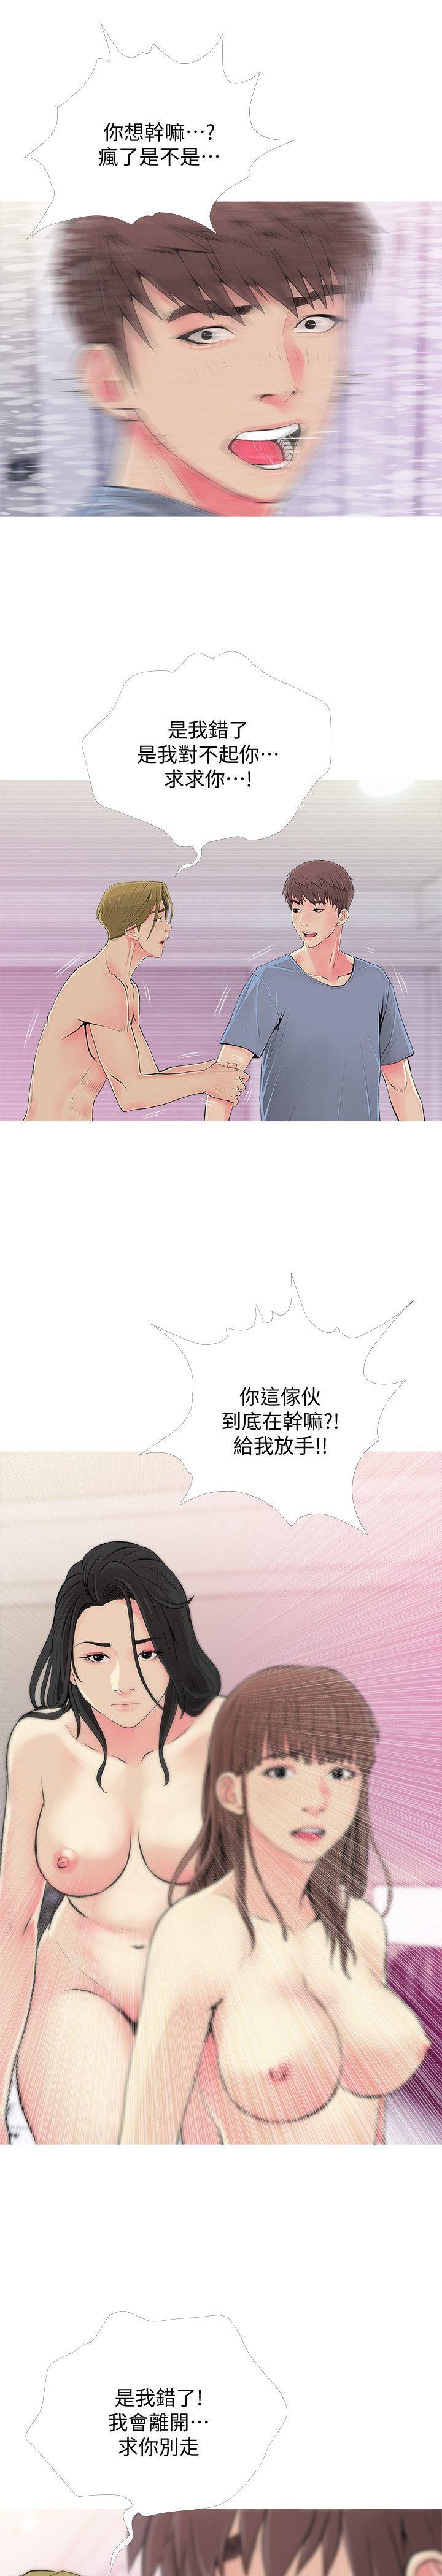 你想幹嘛⋯?
瘋了是不是⋯
是我錯了
是我對不起你⋯
求求你⋯!
你這傢伙
到底在幹嘛?!
給我放手!!
是我錯了!
我會離開⋯
求你別走